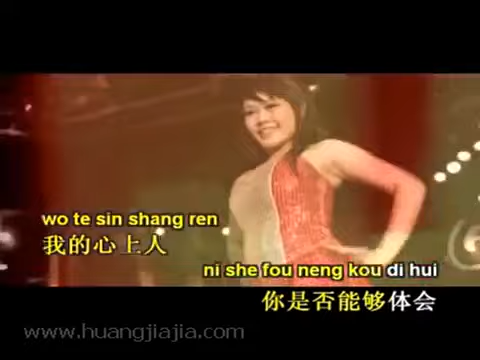 wo te sin shang ren
我的心上人
ni she fou neng kou di hui
你是否能够体会
www.huangjiajia.com